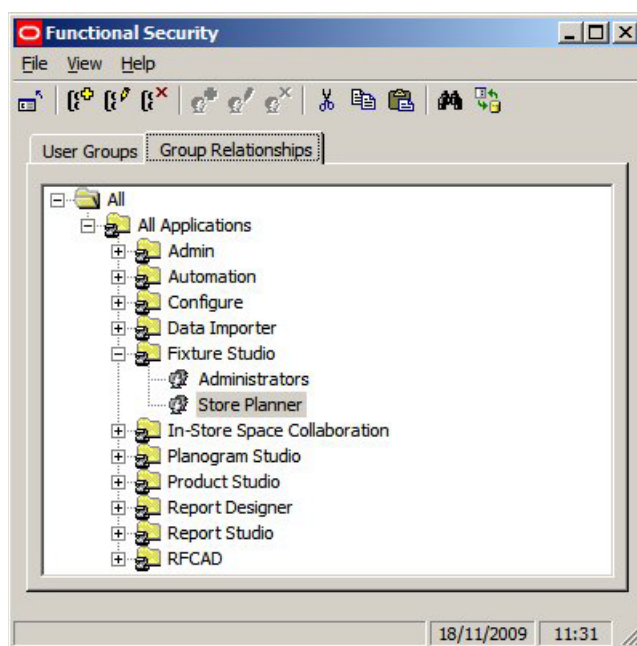 Functional Security
File View Help
User Groups Group Relationships
All
All Applications
Admin
Automation
Configure
Data Importer
Fixture Studio
Administrators
Store Planner
In-Store Space Collaboration
Planogram Studio
Product Studio
Report Designer
Report Studio
RFCAD
18/11/2009 11:31